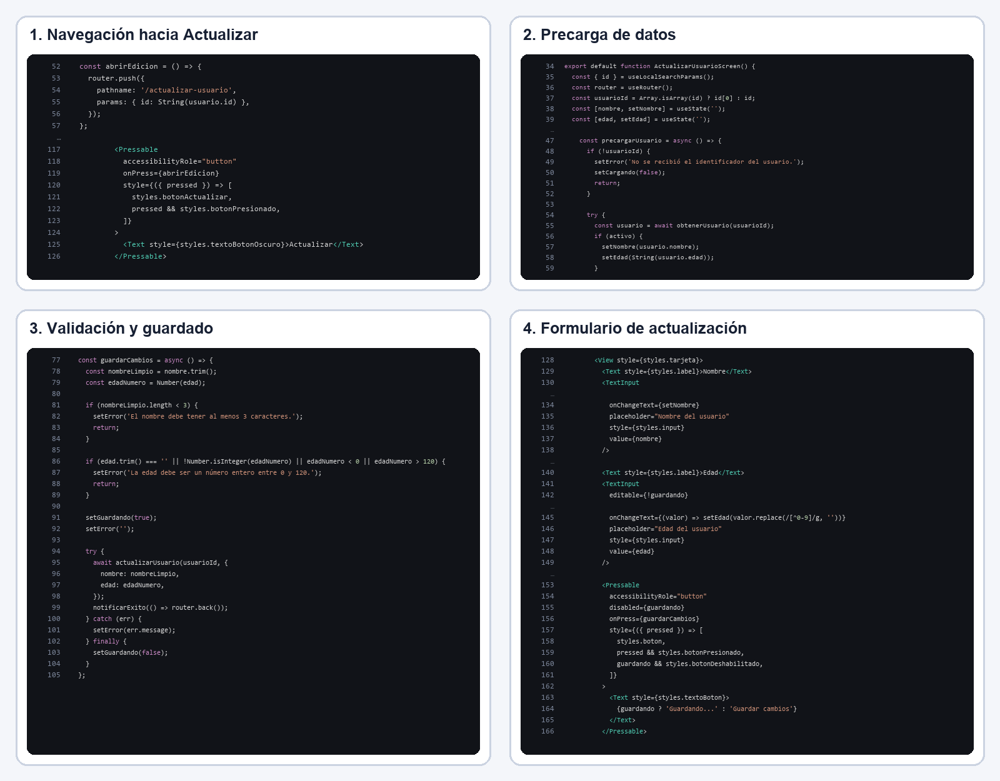 1. Navegación hacia Actualizar
52 const abrirEdicion = () => {
53 router.push({
54 pathname: '/actualizar-usuario',
55 params: { id: String(usuario.id) },
56 });
57 };
…
117 <Pressable
118 accessibilityRole="button"
119 onPress={abrirEdicion}
120 style={({ pressed }) => [
121 styles.botonActualizar,
122 pressed && styles.botonPresionado,
123 ]}
124 >
125 <Text style={styles.textoBotonOscuro}>Actualizar</Text>
126 </Pressable>
2. Precarga de datos
34 export default function ActualizarUsuarioScreen() {
35 const { id } = useLocalSearchParams();
36 const router = useRouter();
37 const usuarioId = Array.isArray(id) ? id[0] : id;
38 const [nombre, setNombre] = useState('');
39 const [edad, setEdad] = useState('');
…
47 const precargarUsuario = async () => {
48 if (!usuarioId) {
49 setError('No se recibió el identificador del usuario.');
50 setCargando(false);
51 return;
52 }
53
54 try {
55 const usuario = await obtenerUsuario(usuarioId);
56 if (activo) {
57 setNombre(usuario.nombre);
58 setEdad(String(usuario.edad));
59 }
3. Validación y guardado
77 const guardarCambios = async () => {
78 const nombreLimpio = nombre.trim();
79 const edadNumero = Number(edad);
80
81 if (nombreLimpio.length < 3) {
82 setError('El nombre debe tener al menos 3 caracteres.');
83 return;
84 }
85
86 if (edad.trim() === '' || !Number.isInteger(edadNumero) || edadNumero < 0 || edadNumero > 120) {
87 setError('La edad debe ser un número entero entre 0 y 120.');
88 return;
89 }
90
91 setGuardando(true);
92 setError('');
93
94 try {
95 await actualizarUsuario(usuarioId, {
96 nombre: nombreLimpio,
97 edad: edadNumero,
98 });
99 notificarExito(() => router.back());
100 } catch (err) {
101 setError(err.message);
102 } finally {
103 setGuardando(false);
104 }
105 };
4. Formulario de actualización
128 <View style={styles.tarjeta}>
129 <Text style={styles.label}>Nombre</Text>
130 <TextInput
…
134 onChangeText={setNombre}
135 placeholder="Nombre del usuario"
136 style={styles.input}
137 value={nombre}
138 />
…
140 <Text style={styles.label}>Edad</Text>
141 <TextInput
142 editable={!guardando}
…
145 onChangeText={(valor) => setEdad(valor.replace(/[^0-9]/g, ''))}
146 placeholder="Edad del usuario"
147 style={styles.input}
148 value={edad}
149 />
…
153 <Pressable
154 accessibilityRole="button"
155 disabled={guardando}
156 onPress={guardarCambios}
157 style={({ pressed }) => [
158 styles.boton,
159 pressed && styles.botonPresionado,
160 guardando && styles.botonDeshabilitado,
161 ]}
162 >
163 <Text style={styles.textoBoton}>
164 {guardando ? 'Guardando...' : 'Guardar cambios'}
165 </Text>
166 </Pressable>